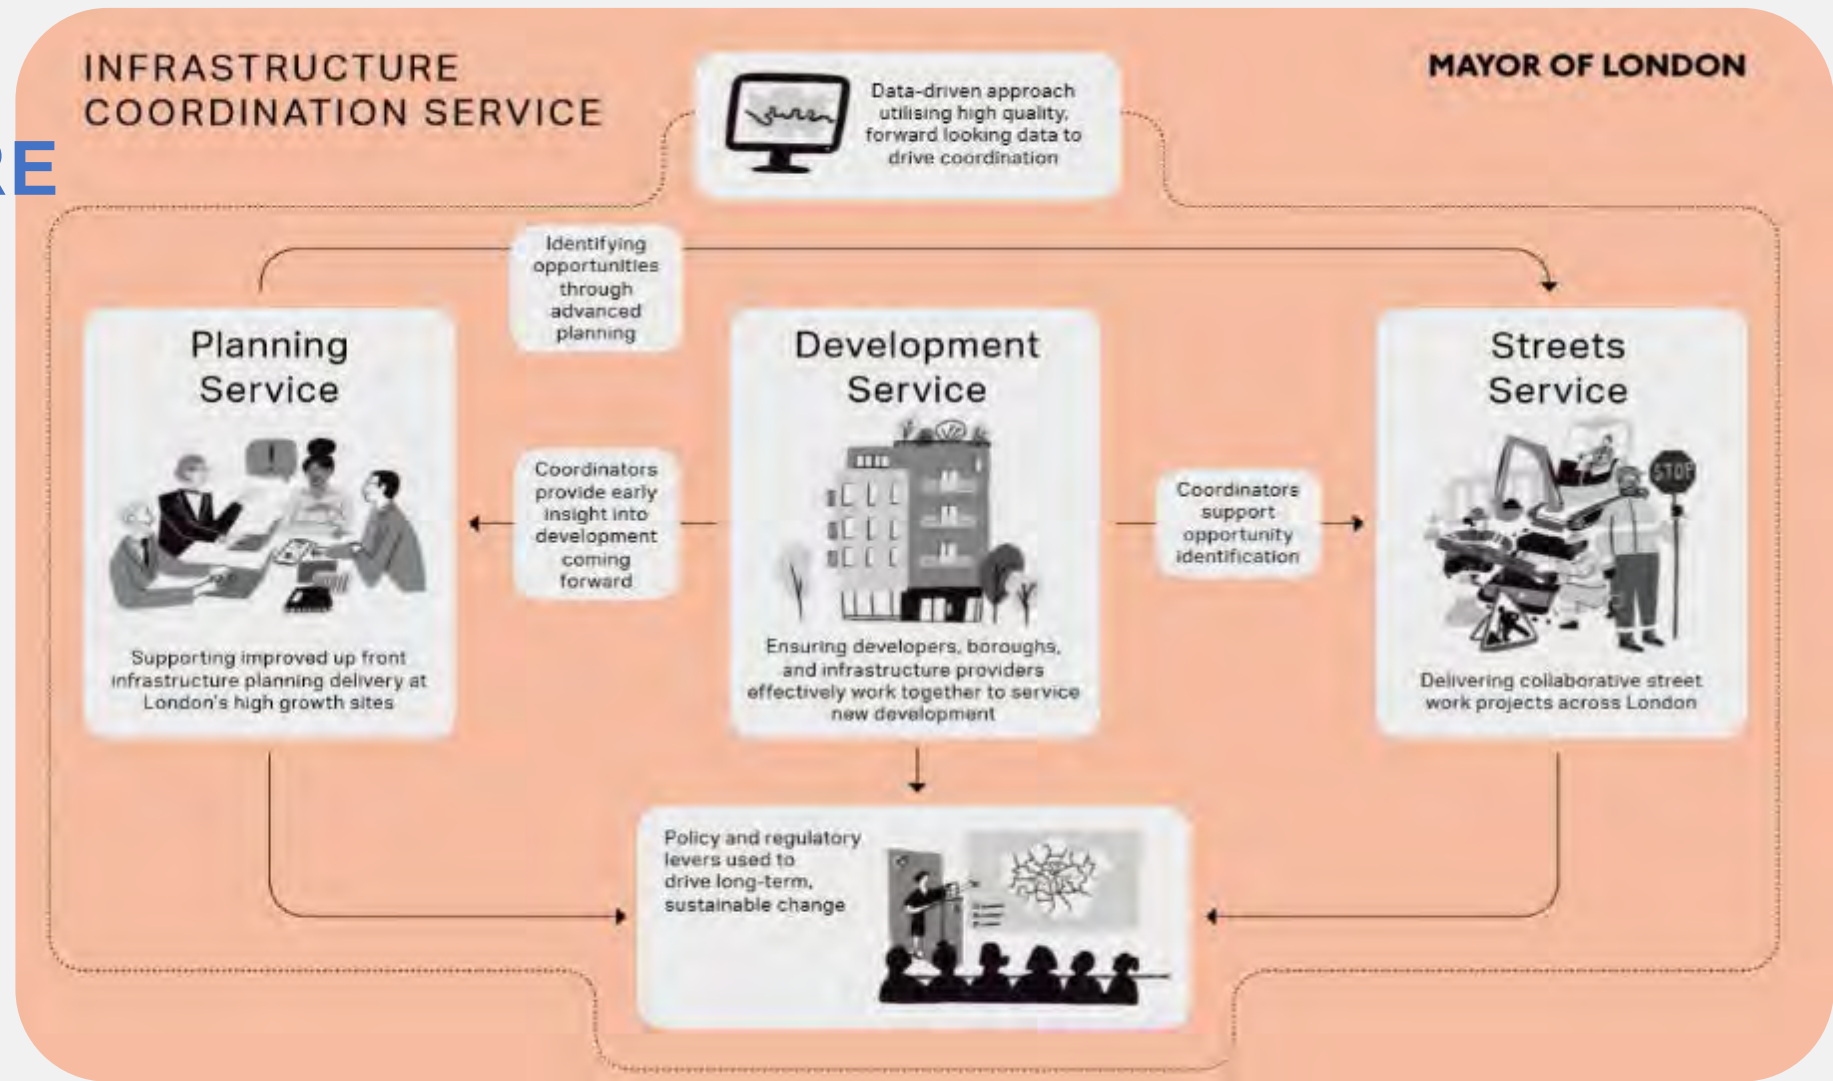 INFRASTRUCTURE
COORDINATION SERVICE
MAYOR OF LONDON
RE
Data-driven approach
utilising high quality,
forward looking data to
drive coordination
Identifying
opportunities
through
advanced
planning
Planning
Service
Supporting improved up front
infrastructure planning delivery at
London's high growth sites
Coordinators
provide early
insight into
development
coming
forward
Development
Service
Ensuring developers, boroughs,
and infrastructure providers
effectively work together to service
new development
Coordinators
support
opportunity
identification
Streets
Service
STOP
Delivering collaborative street
work projects across London
Policy and regulatory
levers used to
drive long-term,
sustainable change